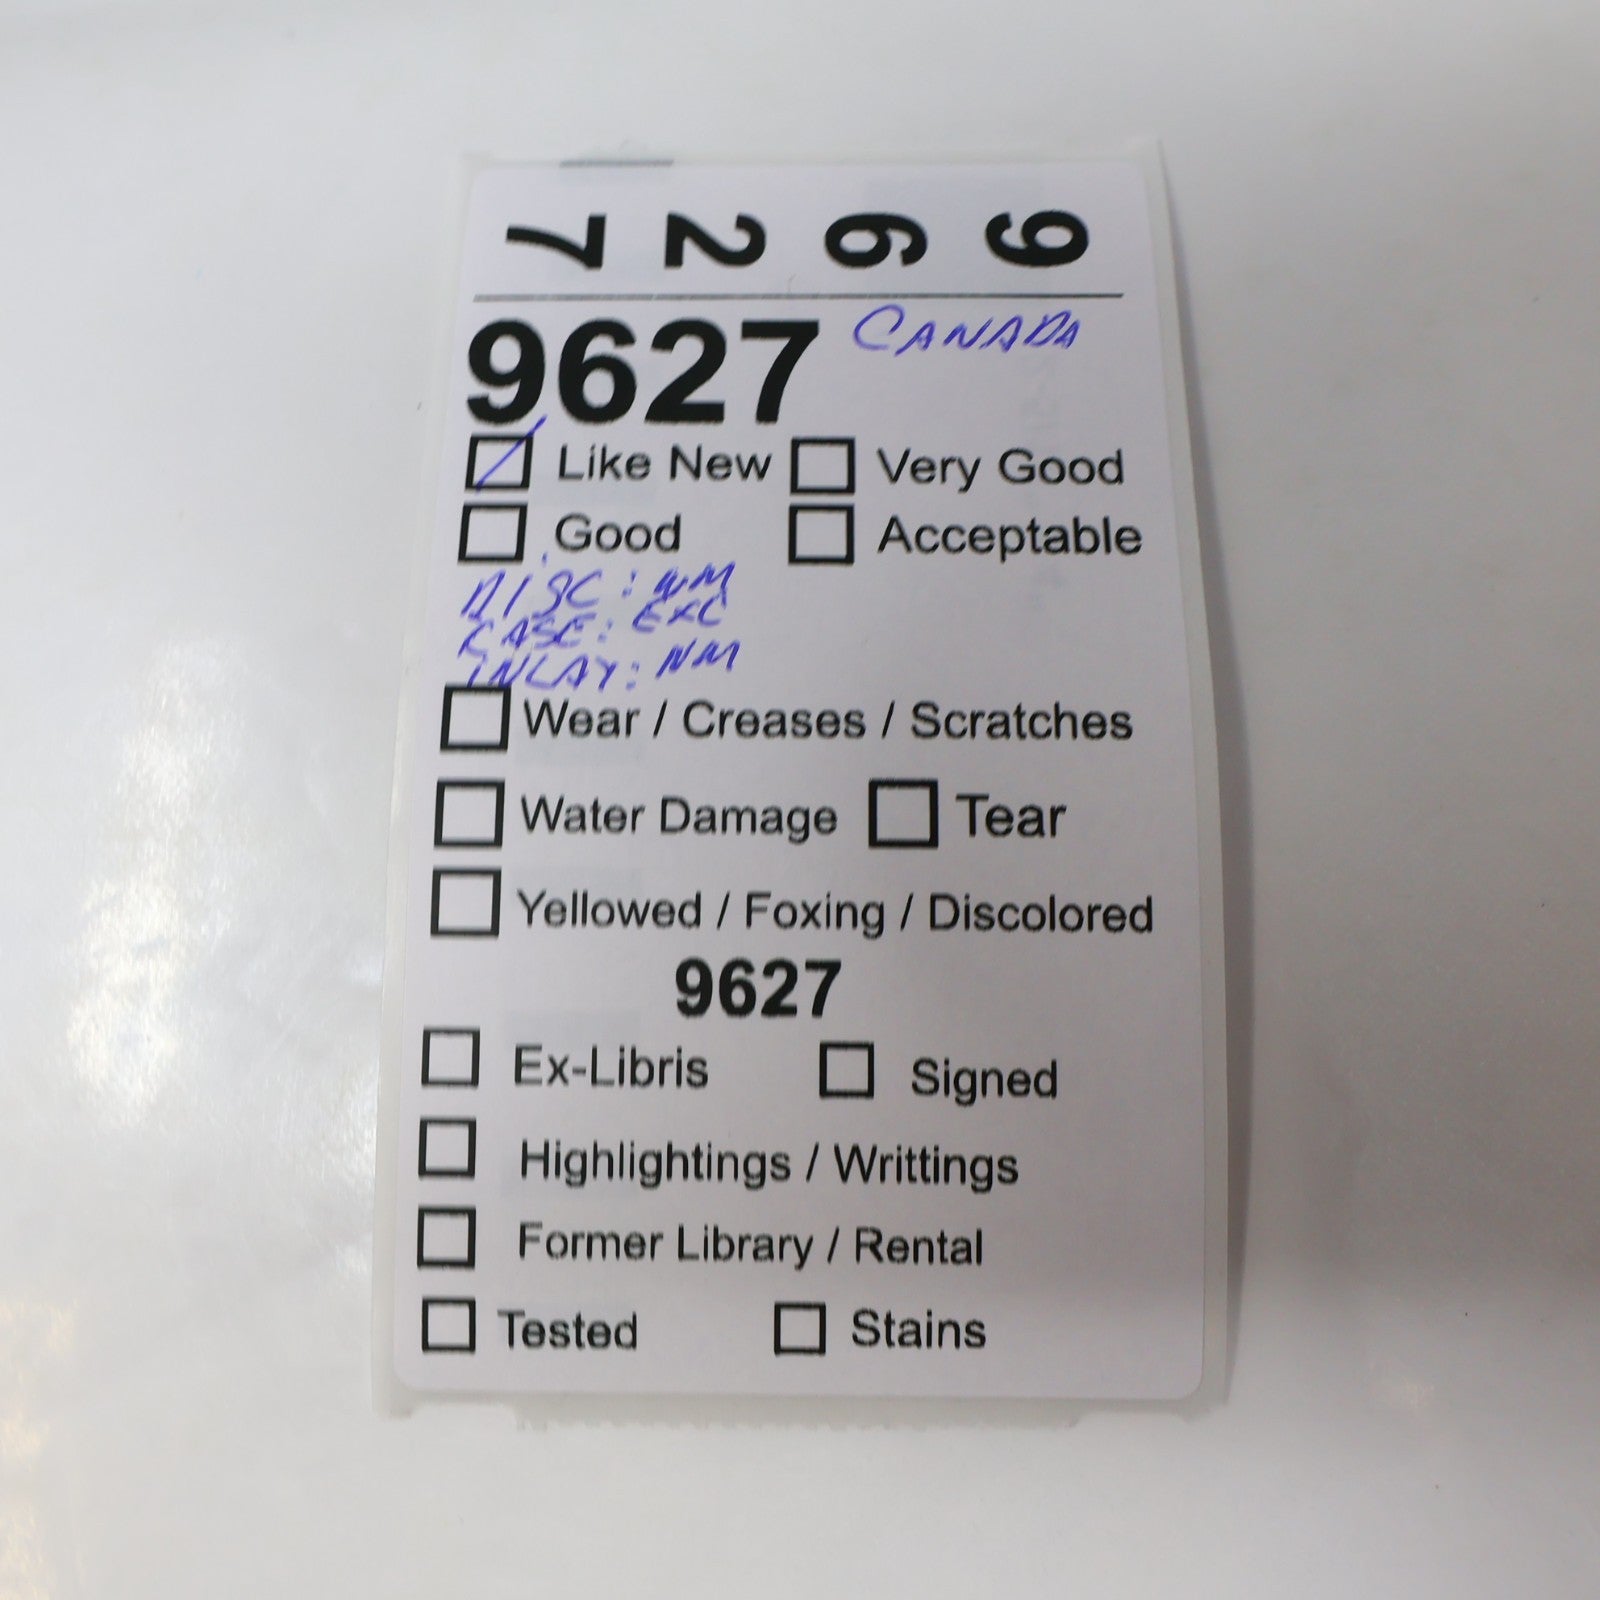 9627
9627 CANADA
Like New Very Good
Good Acceptable
DISC: NM
CASE: EXC
INLAY: NM
Wear / Creases / Scratches
Water Damage Tear
Yellowed / Foxing / Discolored
9627
Ex-Libris Signed
Highlightings / Writtings
Former Library / Rental
Tested Stains